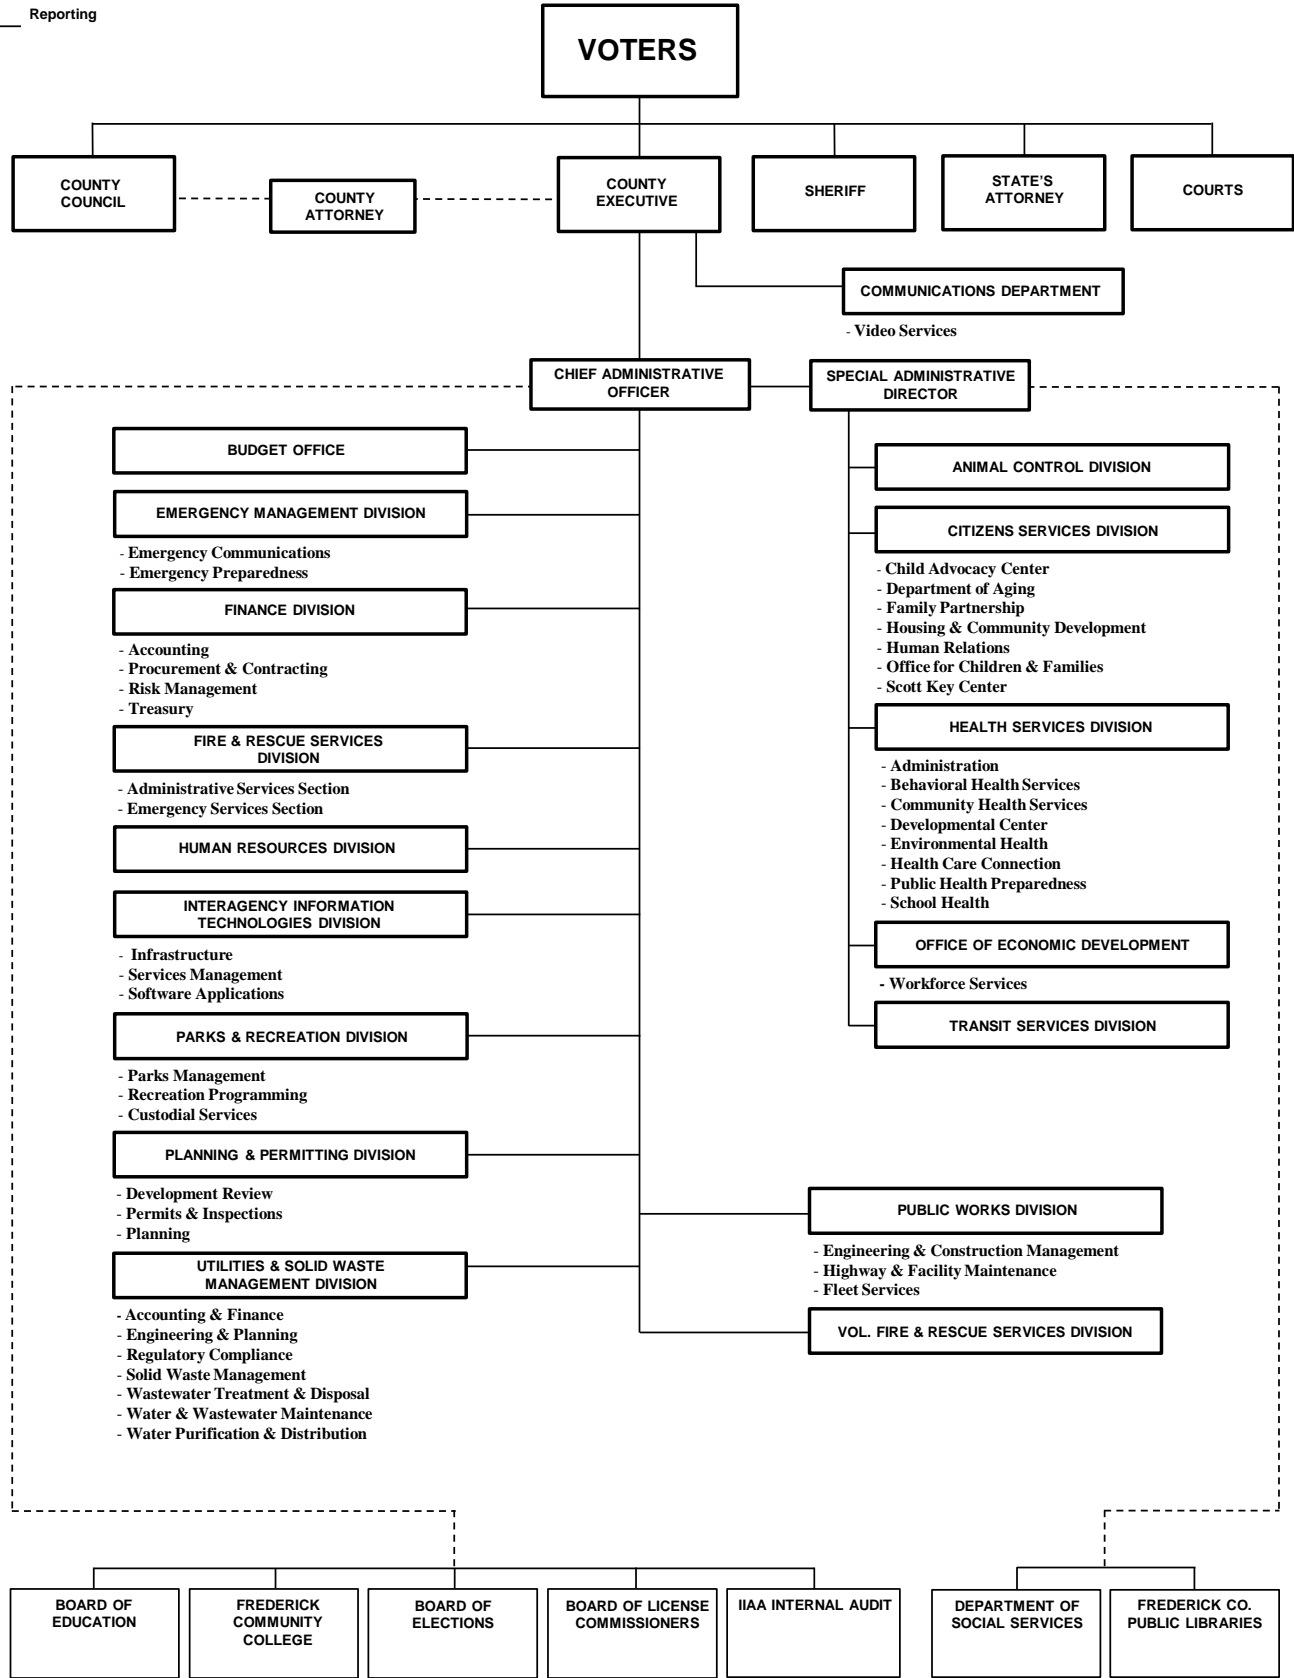 Reporting
VOTERS
COUNTY
COUNCIL
COUNTY
ATTORNEY
COUNTY
EXECUTIVE
SHERIFF
STATE'S
ATTORNEY
COURTS
COMMUNICATIONS DEPARTMENT
- Video Services
CHIEF ADMINISTRATIVE
OFFICER
SPECIAL ADMINISTRATIVE
DIRECTOR
BUDGET OFFICE
EMERGENCY MANAGEMENT DIVISION
- Emergency Communications
- Emergency Preparedness
FINANCE DIVISION
- Accounting
- Procurement & Contracting
- Risk Management
- Treasury
FIRE & RESCUE SERVICES
DIVISION
- Administrative Services Section
- Emergency Services Section
HUMAN RESOURCES DIVISION
INTERAGENCY INFORMATION
TECHNOLOGIES DIVISION
- Infrastructure
- Services Management
- Software Applications
PARKS & RECREATION DIVISION
- Parks Management
- Recreation Programming
- Custodial Services
PLANNING & PERMITTING DIVISION
- Development Review
- Permits & Inspections
- Planning
UTILITIES & SOLID WASTE
MANAGEMENT DIVISION
- Accounting & Finance
- Engineering & Planning
- Regulatory Compliance
- Solid Waste Management
- Wastewater Treatment & Disposal
- Water & Wastewater Maintenance
- Water Purification & Distribution
ANIMAL CONTROL DIVISION
CITIZENS SERVICES DIVISION
- Child Advocacy Center
- Department of Aging
- Family Partnership
- Housing & Community Development
- Human Relations
- Office for Children & Families
- Scott Key Center
HEALTH SERVICES DIVISION
- Administration
- Behavioral Health Services
- Community Health Services
- Developmental Center
- Environmental Health
- Health Care Connection
- Public Health Preparedness
- School Health
OFFICE OF ECONOMIC DEVELOPMENT
- Workforce Services
TRANSIT SERVICES DIVISION
PUBLIC WORKS DIVISION
- Engineering & Construction Management
- Highway & Facility Maintenance
- Fleet Services
VOL. FIRE & RESCUE SERVICES DIVISION
BOARD OF
EDUCATION
FREDERICK
COMMUNITY
COLLEGE
BOARD OF
ELECTIONS
BOARD OF LICENSE
COMMISSIONERS
IIAA INTERNAL AUDIT
DEPARTMENT OF
SOCIAL SERVICES
FREDERICK CO.
PUBLIC LIBRARIES